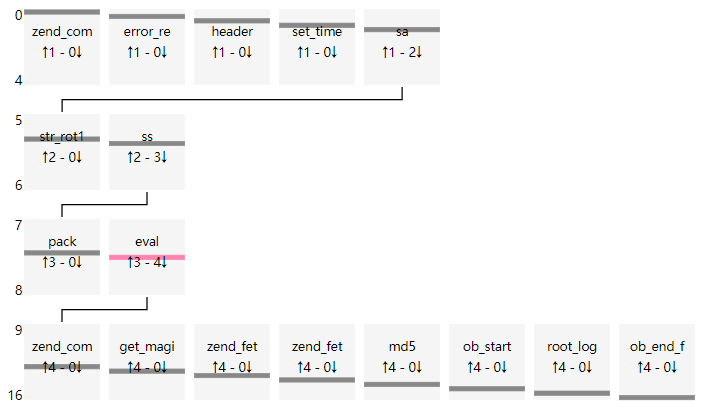 0
zend_com error_re header set_time sa
↑1 - 0↓ ↑1 - 0↓ ↑1 - 0↓ ↑1 - 0↓ ↑1 - 2↓
4
5
str_rot1 ss
↑2 - 0↓ ↑2 - 3↓
6
7
pack eval
↑3 - 0↓ ↑3 - 4↓
8
9
zend_com get_magi zend_fet zend_fet md5 ob_start root_log ob_end_f
↑4 - 0↓ ↑4 - 0↓ ↑4 - 0↓ ↑4 - 0↓ ↑4 - 0↓ ↑4 - 0↓ ↑4 - 0↓ ↑4 - 0↓
16